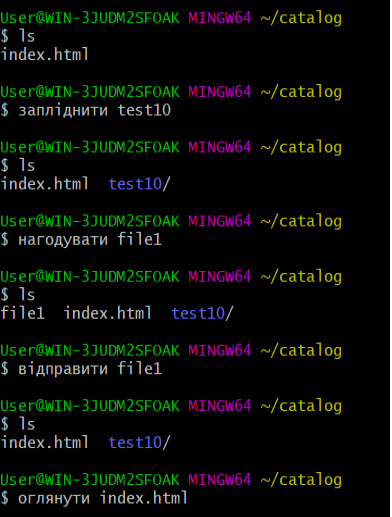 User@WIN-3JUDM2SFOAK MINGW64 ~/catalog
$ ls
index.html
User@WIN-3JUDM2SFOAK MINGW64 ~/catalog
$ запліднити test10
User@WIN-3JUDM2SFOAK MINGW64 ~/catalog
$ ls
index.html  test10/
User@WIN-3JUDM2SFOAK MINGW64 ~/catalog
$ нагодувати file1
User@WIN-3JUDM2SFOAK MINGW64 ~/catalog
$ ls
file1  index.html  test10/
User@WIN-3JUDM2SFOAK MINGW64 ~/catalog
$ відправити file1
User@WIN-3JUDM2SFOAK MINGW64 ~/catalog
$ ls
index.html  test10/
User@WIN-3JUDM2SFOAK MINGW64 ~/catalog
$ оглянути index.html